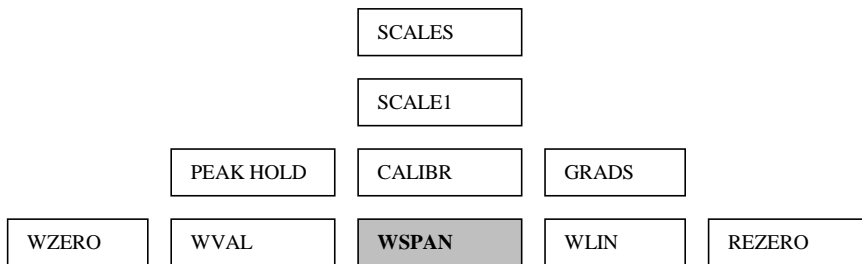 SCALES
SCALE1
PEAK HOLD CALIBR GRADS
WZERO WVAL WSPAN WLIN REZERO